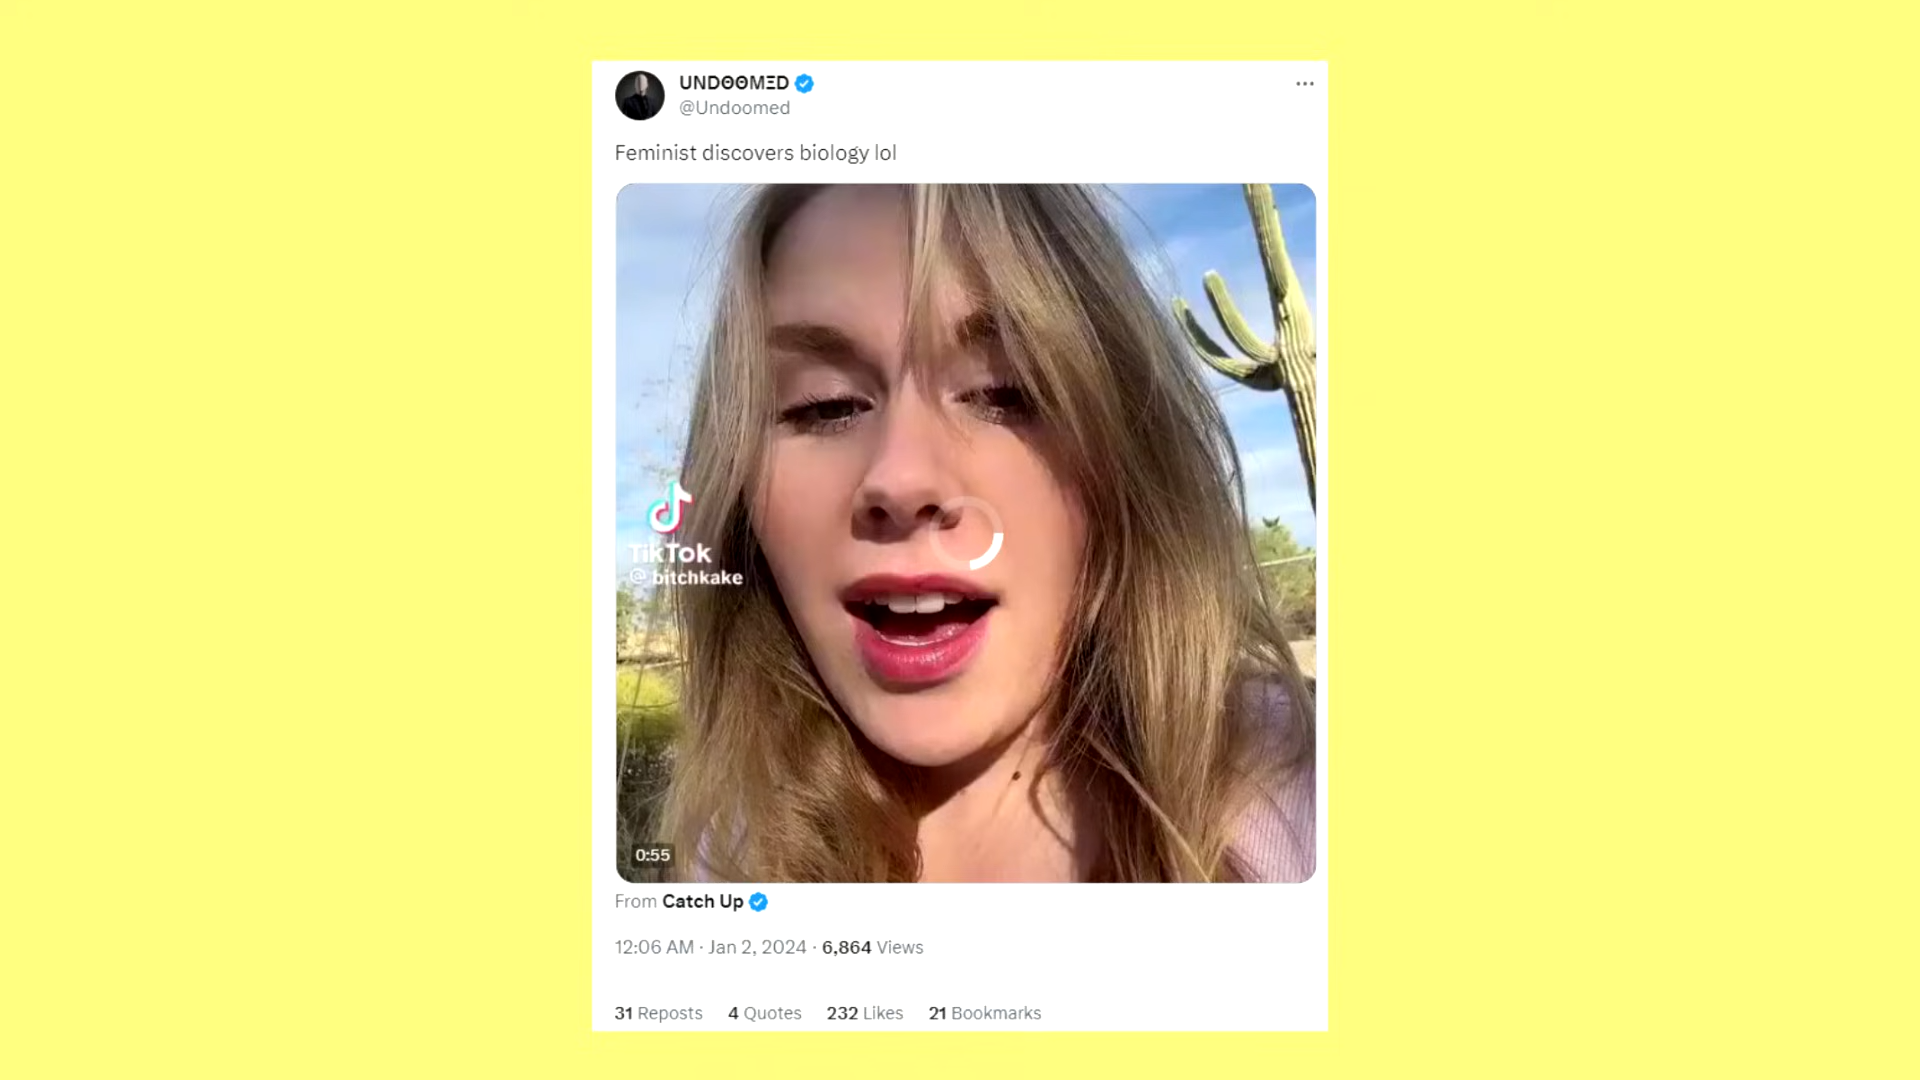 UNDΘΘMΞD
@Undoomed
Feminist discovers biology lol
TikTok
@ bitchkake
0:55
From Catch Up
12:06 AM · Jan 2, 2024 · 6,864 Views
31 Reposts 4 Quotes 232 Likes 21 Bookmarks